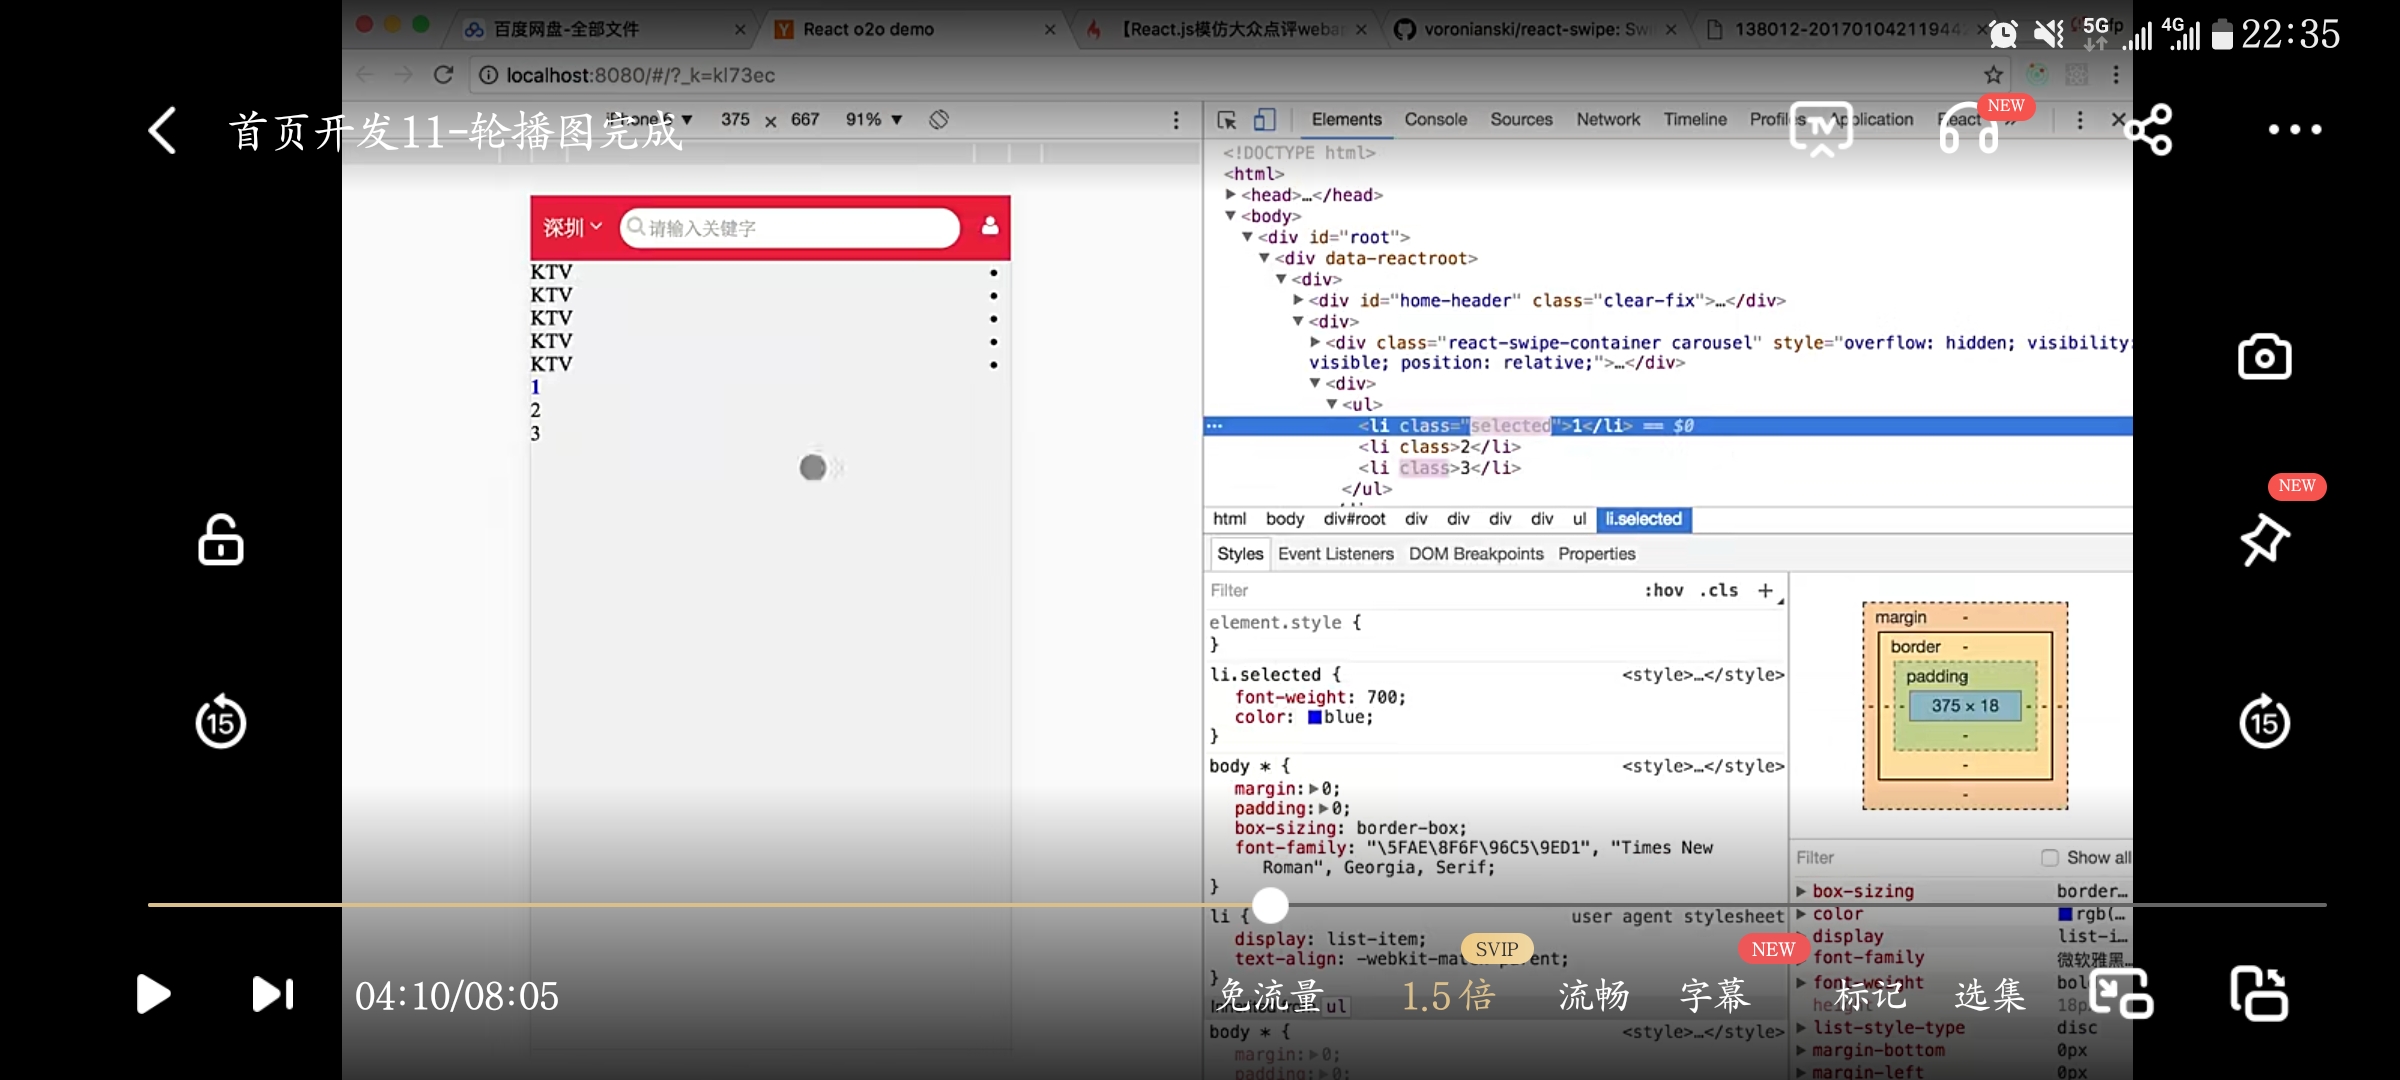 百度网盘-全部文件
React o2o demo
【React.js模仿大众点评weba
voronianski/react-swipe: Sw
138012-20170104211944
5G
4G
22:35
localhost:8080/#/?_k=kl73ec
首页开发11-轮播图完成
375 × 667 91%
Elements Console Sources Network Timeline Profiles Application React
TV
NEW
深圳
请输入关键字
KTV
KTV
KTV
KTV
KTV
1
2
3
<!DOCTYPE html>
<html>
<head>…</head>
<body>
<div id="root">
<div data-reactroot>
<div>
<div id="home-header" class="clear-fix">…</div>
<div>
<div class="react-swipe-container carousel" style="overflow: hidden; visibility:
visible; position: relative;">…</div>
<div>
<ul>
<li class="selected">1</li> == $0
<li class>2</li>
<li class>3</li>
</ul>
html body div#root div div div div ul li.selected
Styles Event Listeners DOM Breakpoints Properties
Filter :hov .cls +
element.style {
}
li.selected { <style>…</style>
font-weight: 700;
color: blue;
}
body * { <style>…</style>
margin: 0;
padding: 0;
box-sizing: border-box;
font-family: "\5FAE\8F6F\96C5\9ED1", "Times New
Roman", Georgia, Serif;
}
li { user agent stylesheet
display: list-item;
text-align: -webkit-match-parent;
}
Inherited from ul
body * { <style>…</style>
margin: 0;
padding: 0;
margin -
border -
padding
375 × 18
Filter Show all
box-sizing border…
color rgb(…
display list-i…
font-family 微软雅黑…
font-weight bol
height 18p
list-style-type disc
margin-bottom 0px
margin-left 0px
NEW
15
15
04:10/08:05
免流量
SVIP
1.5倍
流畅
字幕
NEW
标记
选集